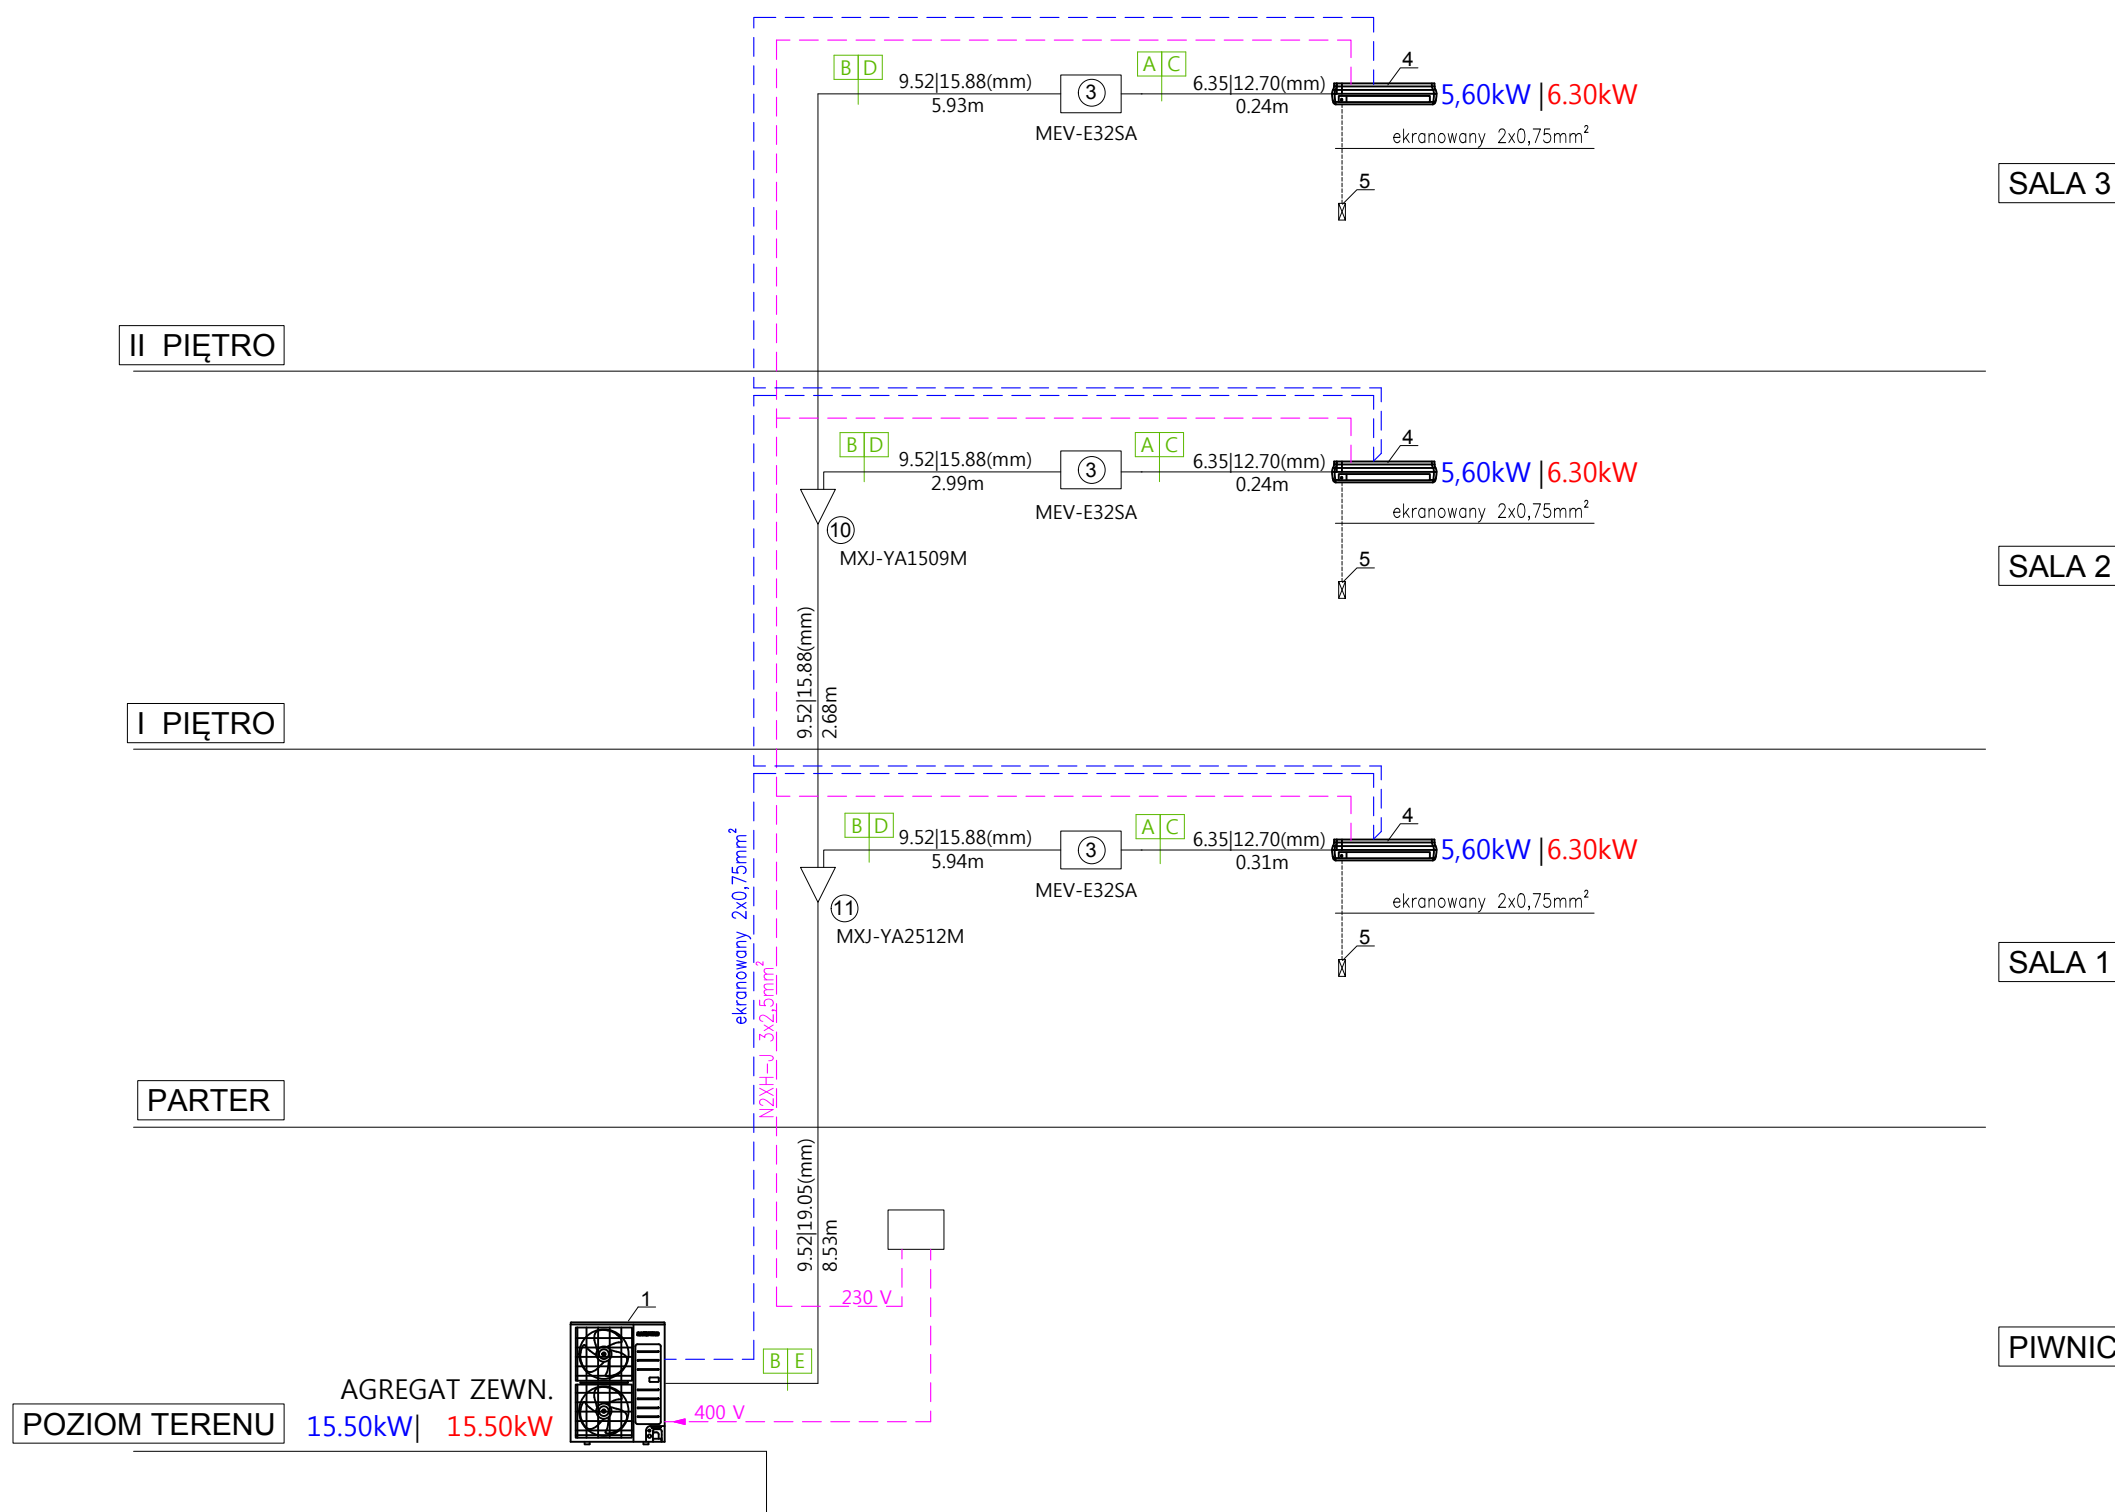 B D
9.52|15.88(mm)
5.93m
3
MEV-E32SA
A C
6.35|12.70(mm)
0.24m
4
5,60kW |6.30kW
ekranowany 2x0,75mm²
5
SALA 3
II PIĘTRO
B D
9.52|15.88(mm)
2.99m
3
MEV-E32SA
A C
6.35|12.70(mm)
0.24m
4
5,60kW |6.30kW
ekranowany 2x0,75mm²
5
10
MXJ-YA1509M
SALA 2
9.52|15.88(mm)
2.68m
I PIĘTRO
B D
9.52|15.88(mm)
5.94m
3
MEV-E32SA
A C
6.35|12.70(mm)
0.31m
4
5,60kW |6.30kW
ekranowany 2x0,75mm²
5
11
MXJ-YA2512M
SALA 1
ekranowany 2x0,75mm²
N2XH-J 3x2,5mm²
PARTER
9.52|19.05(mm)
8.53m
230 V
1
B E
PIWNIC
AGREGAT ZEWN.
15.50kW| 15.50kW
400 V
POZIOM TERENU